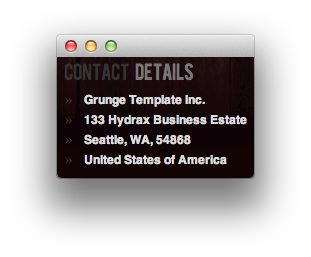 CONTACT DETAILS
» Grunge Template Inc.
» 133 Hydrax Business Estate
» Seattle, WA, 54868
» United States of America